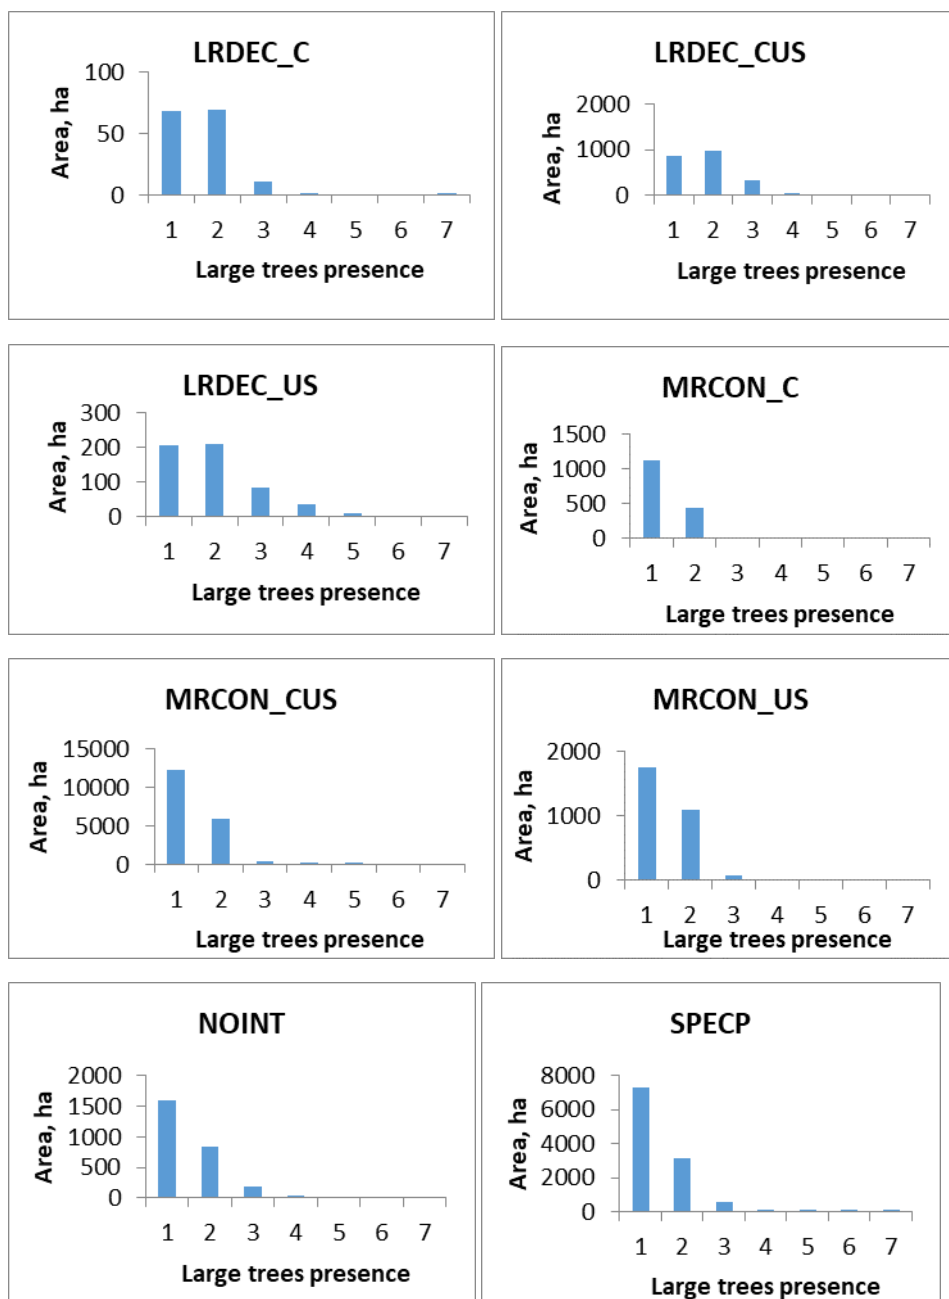 LRDEC_C
Area, ha
100
50
0
1 2 3 4 5 6 7
Large trees presence
LRDEC_CUS
Area, ha
2000
1000
0
1 2 3 4 5 6 7
Large trees presence
LRDEC_US
Area, ha
300
200
100
0
1 2 3 4 5 6 7
Large trees presence
MRCON_C
Area, ha
1500
1000
500
0
1 2 3 4 5 6 7
Large trees presence
MRCON_CUS
Area, ha
15000
10000
5000
0
1 2 3 4 5 6 7
Large trees presence
MRCON_US
Area, ha
2000
1000
0
1 2 3 4 5 6 7
Large trees presence
NOINT
Area, ha
2000
1500
1000
500
0
1 2 3 4 5 6 7
Large trees presence
SPECP
Area, ha
8000
6000
4000
2000
0
1 2 3 4 5 6 7
Large trees presence